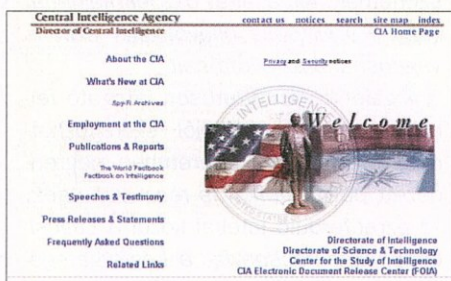 Central Intelligence Agency
contact us notices search site map index
Director of Central Intelligence
CIA Home Page
About the CIA
Privacy and Security notices
What's New at CIA
Spy-Fi Archives
Employment at the CIA
Publications & Reports
The World Factbook
Factbook on Intelligence
Speeches & Testimony
Press Releases & Statements
Frequently Asked Questions
Related Links
INTELLIGENC
Welcome
UNITED STATES
Directorate of Intelligence
Directorate of Science & Technology
Center for the Study of Intelligence
CIA Electronic Document Release Center (FOIA)